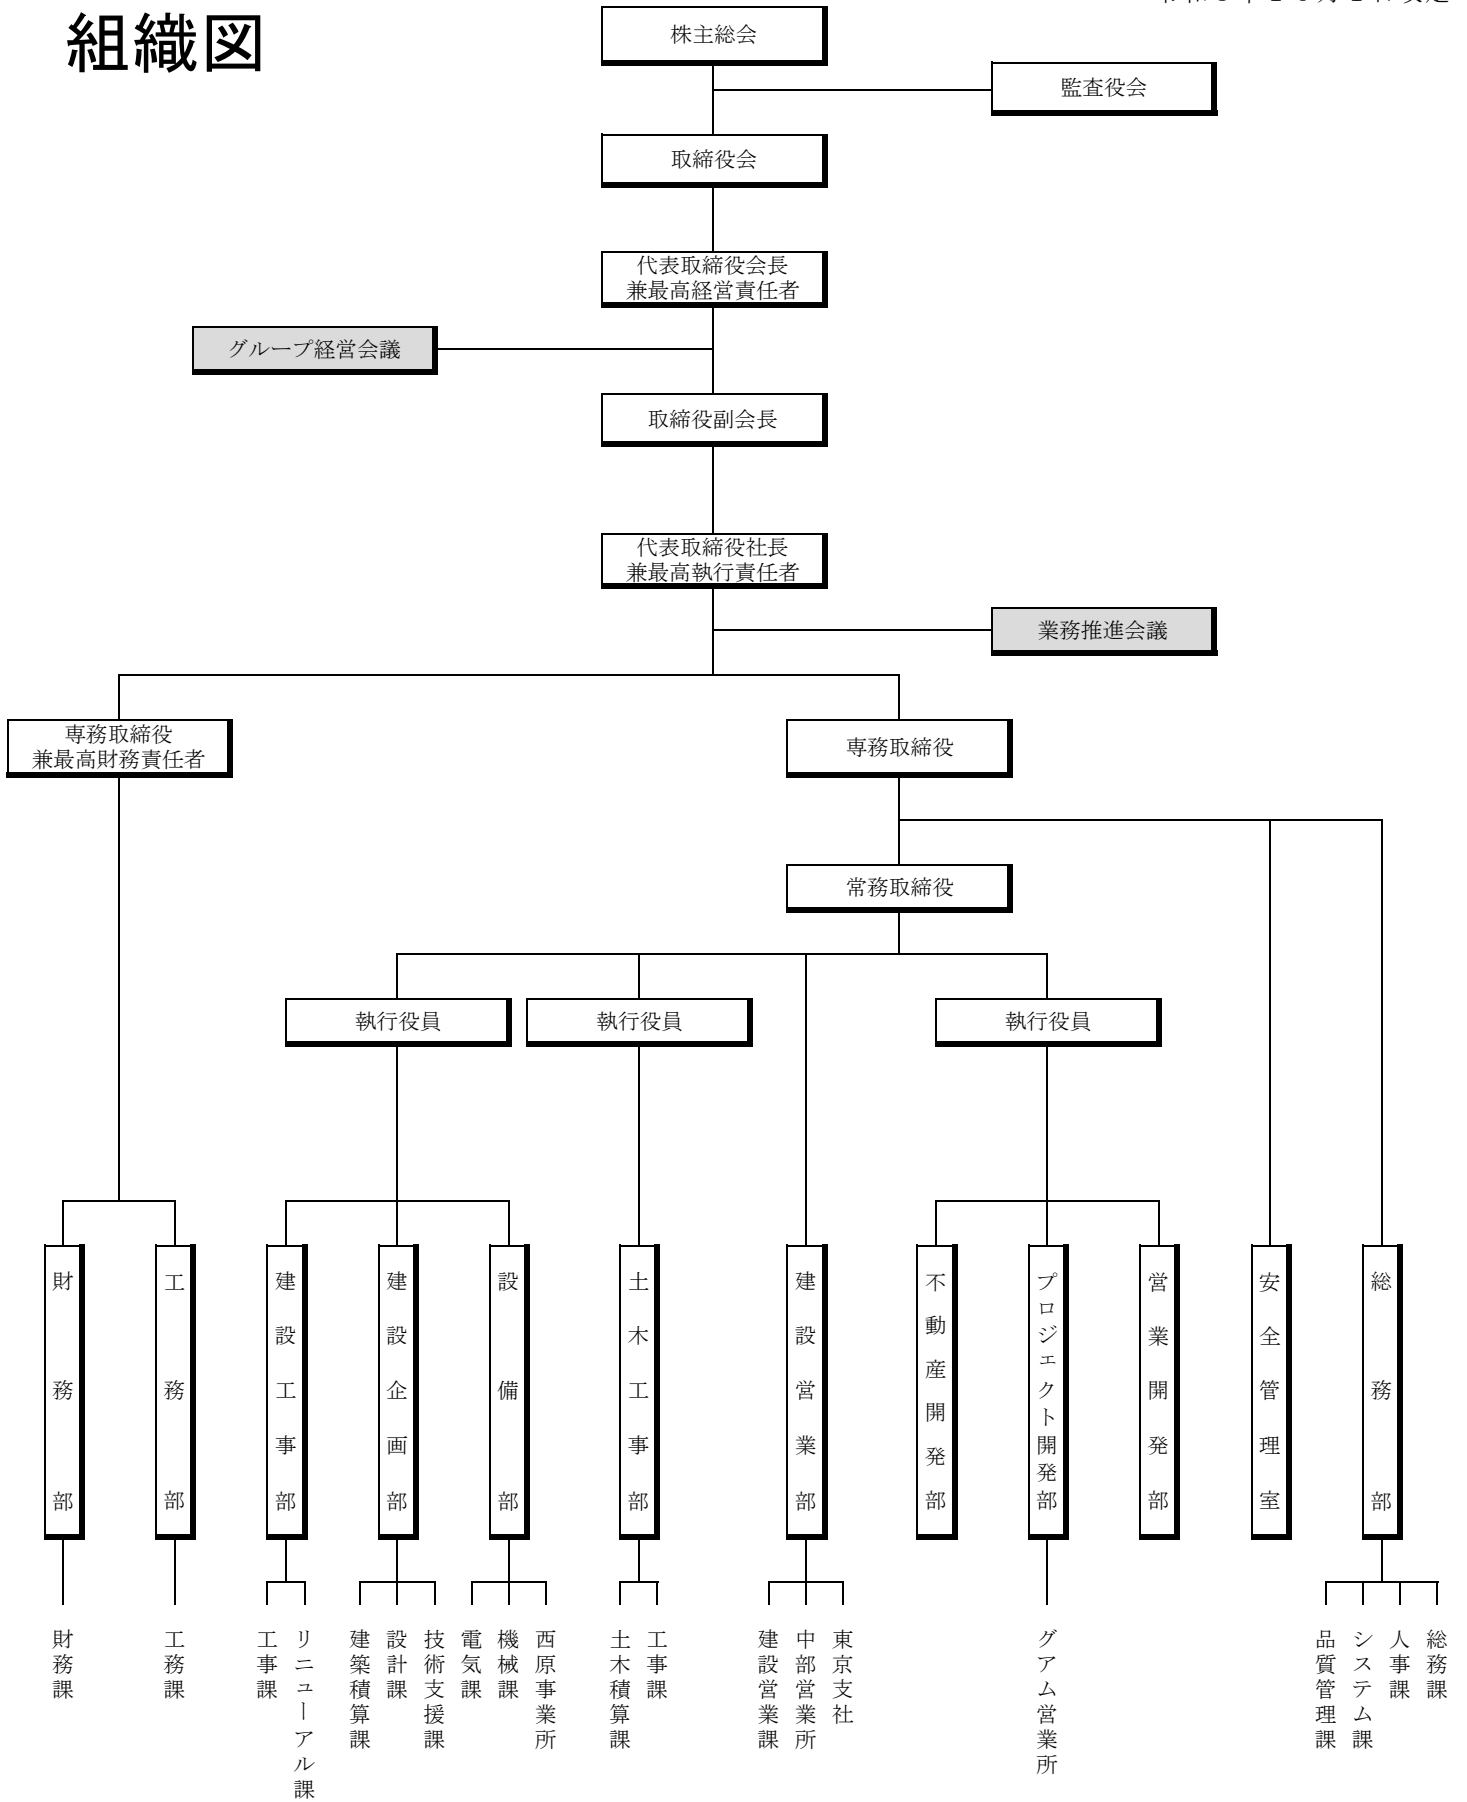 組織図
株主総会
監査役会
取締役会
代表取締役会長
兼最高経営責任者
グループ経営会議
取締役副会長
代表取締役社長
兼最高執行責任者
業務推進会議
専務取締役
兼最高財務責任者
専務取締役
常務取締役
執行役員
執行役員
執行役員
財務部
工務部
建設工事部
建設企画部
設備部
土木工事部
建設営業部
不動産開発部
プロジェクト開発部
営業開発部
安全管理室
総務部
財務課
工務課
工事課
リニューアル課
建築積算課
設計課
技術支援課
電気課
機械課
西原事業所
土木積算課
工事課
建設営業課
中部営業所
東京支社
グアム営業所
品質管理課
システム課
人事課
総務課